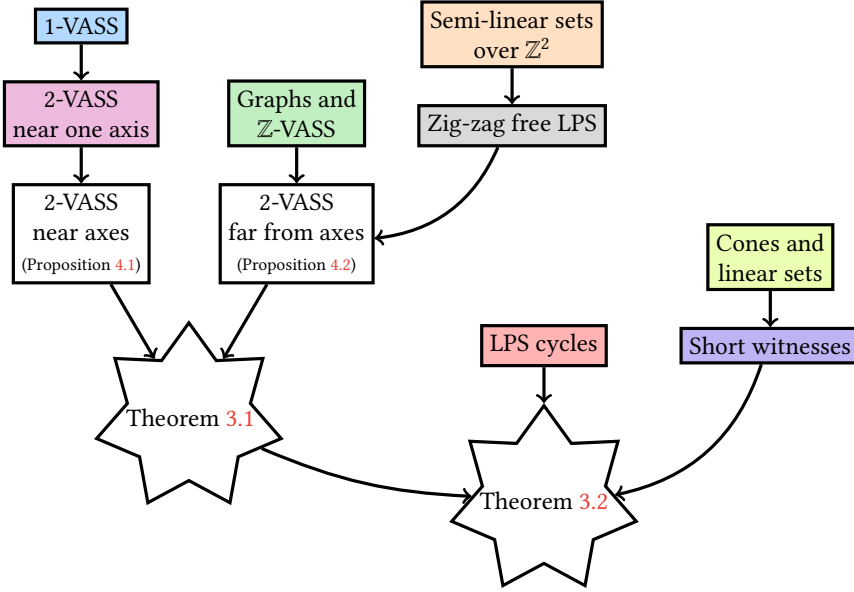 1-VASS
Semi-linear sets
over ℤ²
2-VASS
near one axis
Graphs and
ℤ-VASS
Zig-zag free LPS
2-VASS
near axes
(Proposition 4.1)
2-VASS
far from axes
(Proposition 4.2)
Cones and
linear sets
LPS cycles
Short witnesses
Theorem 3.1
Theorem 3.2